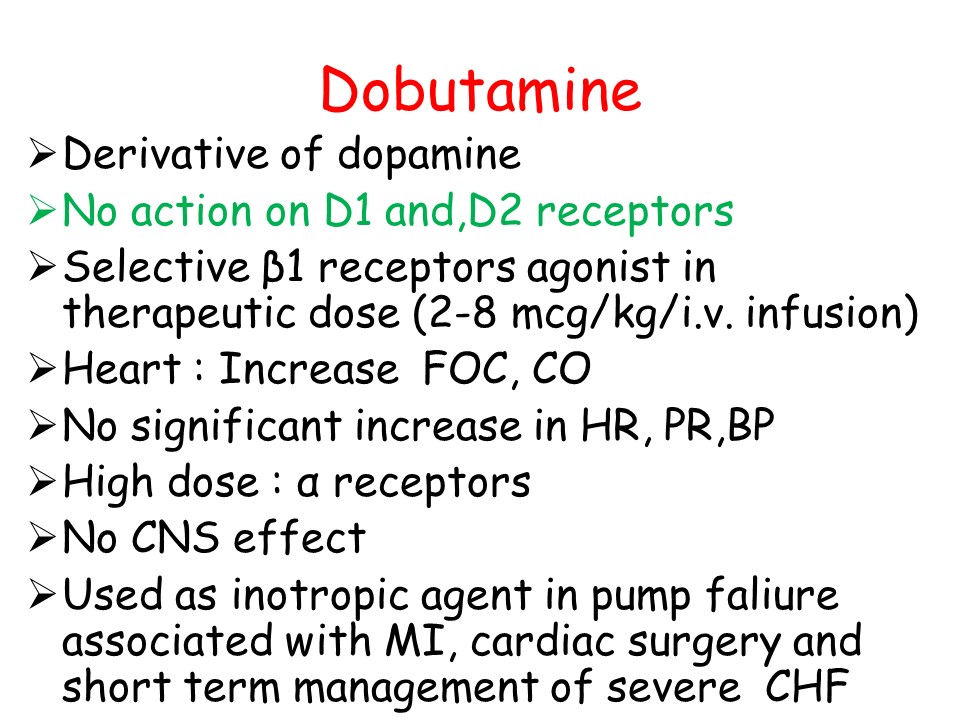 Dobutamine
➢Derivative of dopamine
➢No action on D1 and,D2 receptors
➢Selective β1 receptors agonist in
therapeutic dose (2-8 mcg/kg/i.v. infusion)
➢Heart : Increase  FOC, CO
➢No significant increase in HR, PR,BP
➢High dose : α receptors
➢No CNS effect
➢Used as inotropic agent in pump faliure
associated with MI, cardiac surgery and
short term management of severe  CHF